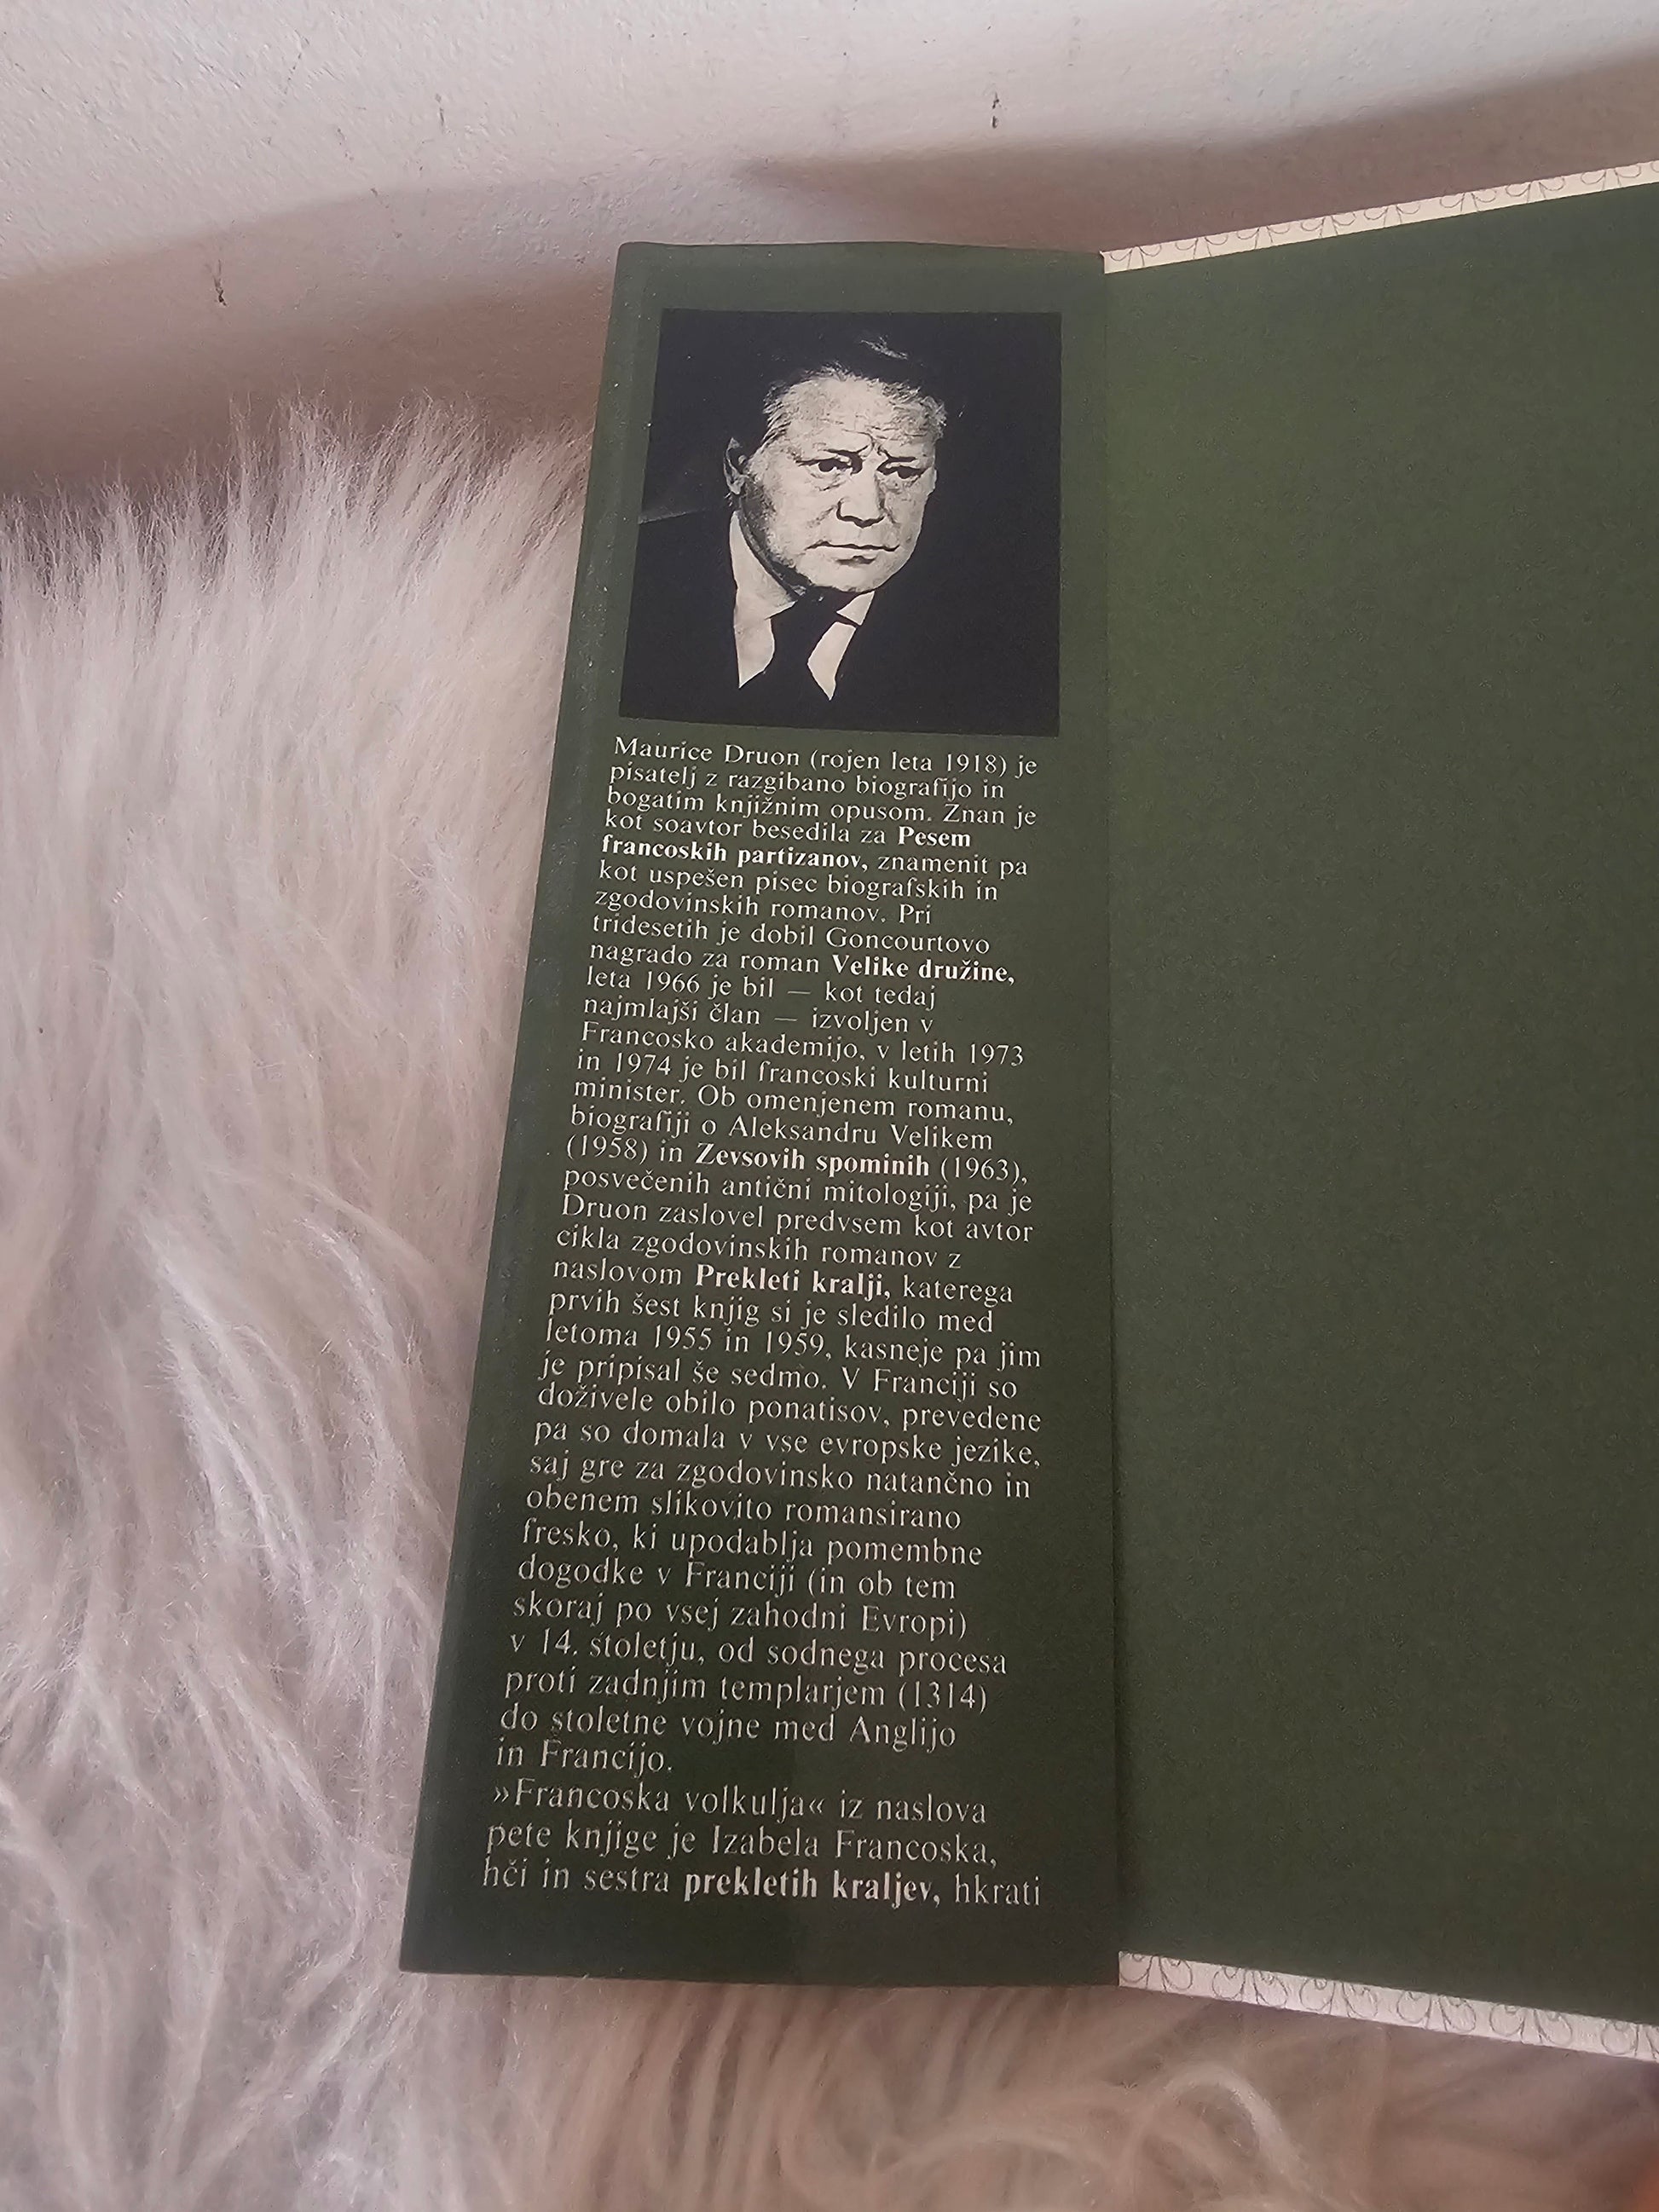 Maurice Druon (rojen leta 1918) je
pisatelj z razgibano biografijo in
bogatim knjižnim opusom. Znan je
kot soavtor besedila za Pesem
francoskih partizanov, znamenit pa
kot uspešen pisec biografskih in
zgodovinskih romanov. Pri
tridesetih je dobil Goncourtovo
nagrado za roman Velike družine,
leta 1966 je bil — kot tedaj
najmlajši član — izvoljen v
Francosko akademijo, v letih 1973
in 1974 je bil francoski kulturni
minister. Ob omenjenem romanu,
biografiji o Aleksandru Velikem
(1958) in Zevsovih spominih (1963),
posvečenih antični mitologiji, pa je
Druon zaslovel predvsem kot avtor
cikla zgodovinskih romanov z
naslovom Prekleti kralji, katerega
prvih šest knjig si je sledilo med
letoma 1955 in 1959, kasneje pa jim
je pripisal še sedmo. V Franciji so
doživele obilo ponatisov, prevedene
pa so domala v vse evropske jezike,
saj gre za zgodovinsko natančno in
obenem slikovito romansirano
fresko, ki upodablja pomembne
dogodke v Franciji (in ob tem
skoraj po vsej zahodni Evropi)
v 14. stoletju, od sodnega procesa
proti zadnjim templarjem (1314)
do stoletne vojne med Anglijo
in Francijo.
»Francoska volkulja« iz naslova
pete knjige je Izabela Francoska,
hči in sestra prekletih kraljev, hkrati